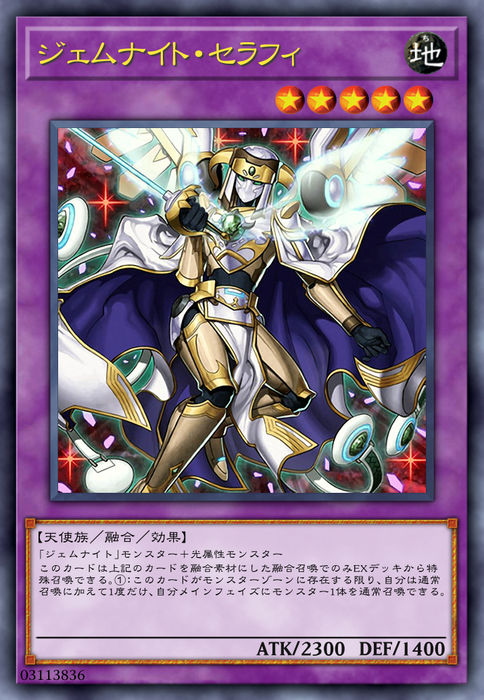 ジェムナイト・セラフィ
ち
地
【天使族／融合／効果】
「ジェムナイト」モンスター＋光属性モンスター
このカードは上記のカードを融合素材にした融合召喚でのみEXデッキから特
殊召喚できる。①：このカードがモンスターゾーンに存在する限り、自分は通常
召喚に加えて1度だけ、自分メインフェイズにモンスター1体を通常召喚できる。
ATK/2300 DEF/1400
03113836